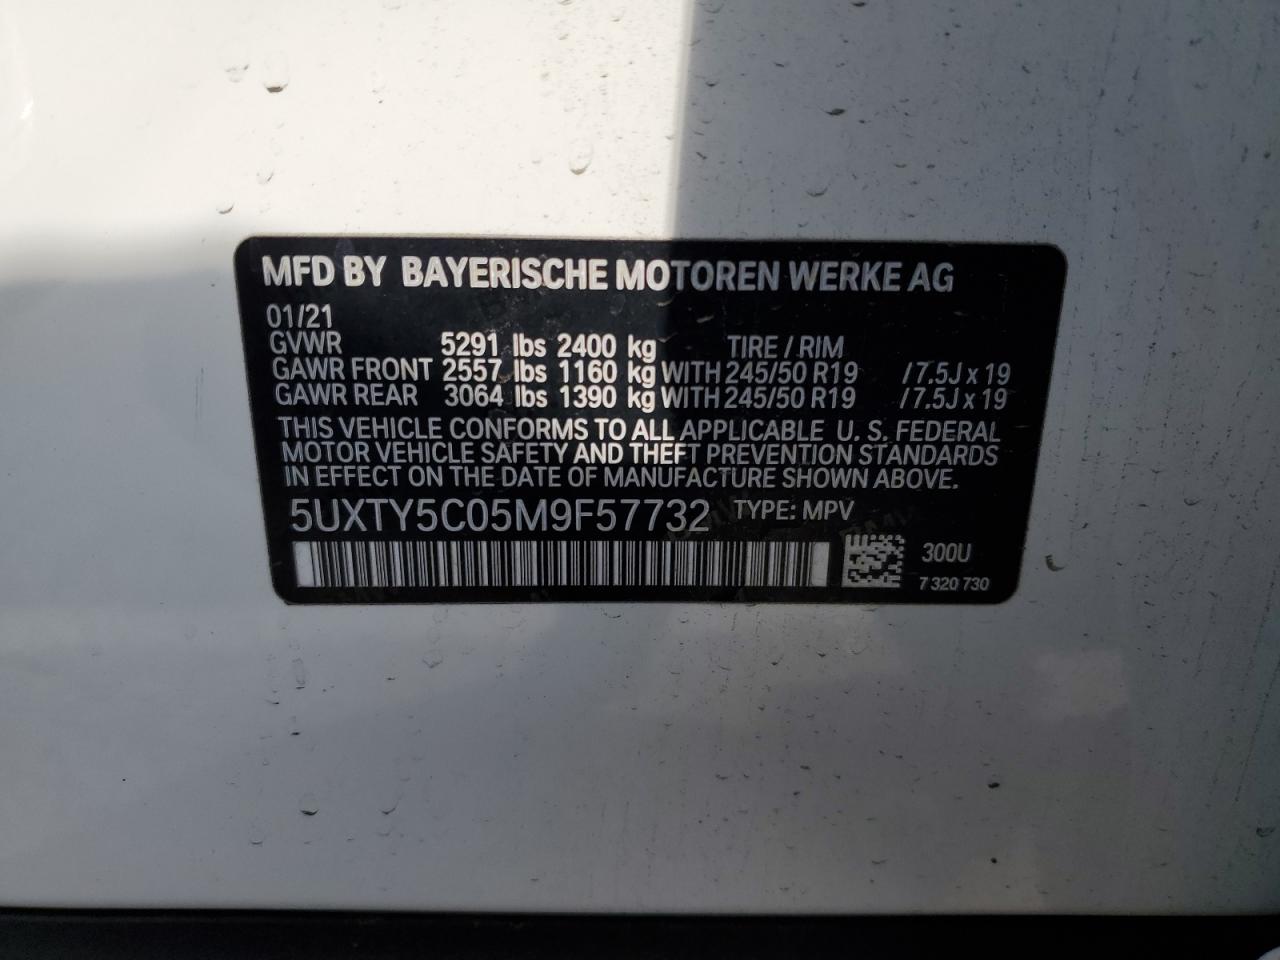 MFD BY BAYERISCHE MOTOREN WERKE AG
01/21
GVWR 5291 lbs 2400 kg TIRE / RIM
GAWR FRONT 2557 lbs 1160 kg WITH 245/50 R19 / 7.5J x 19
GAWR REAR 3064 lbs 1390 kg WITH 245/50 R19 / 7.5J x 19
THIS VEHICLE CONFORMS TO ALL APPLICABLE U. S. FEDERAL
MOTOR VEHICLE SAFETY AND THEFT PREVENTION STANDARDS
IN EFFECT ON THE DATE OF MANUFACTURE SHOWN ABOVE.
5UXTY5C05M9F57732 TYPE: MPV
300U
7 320 730